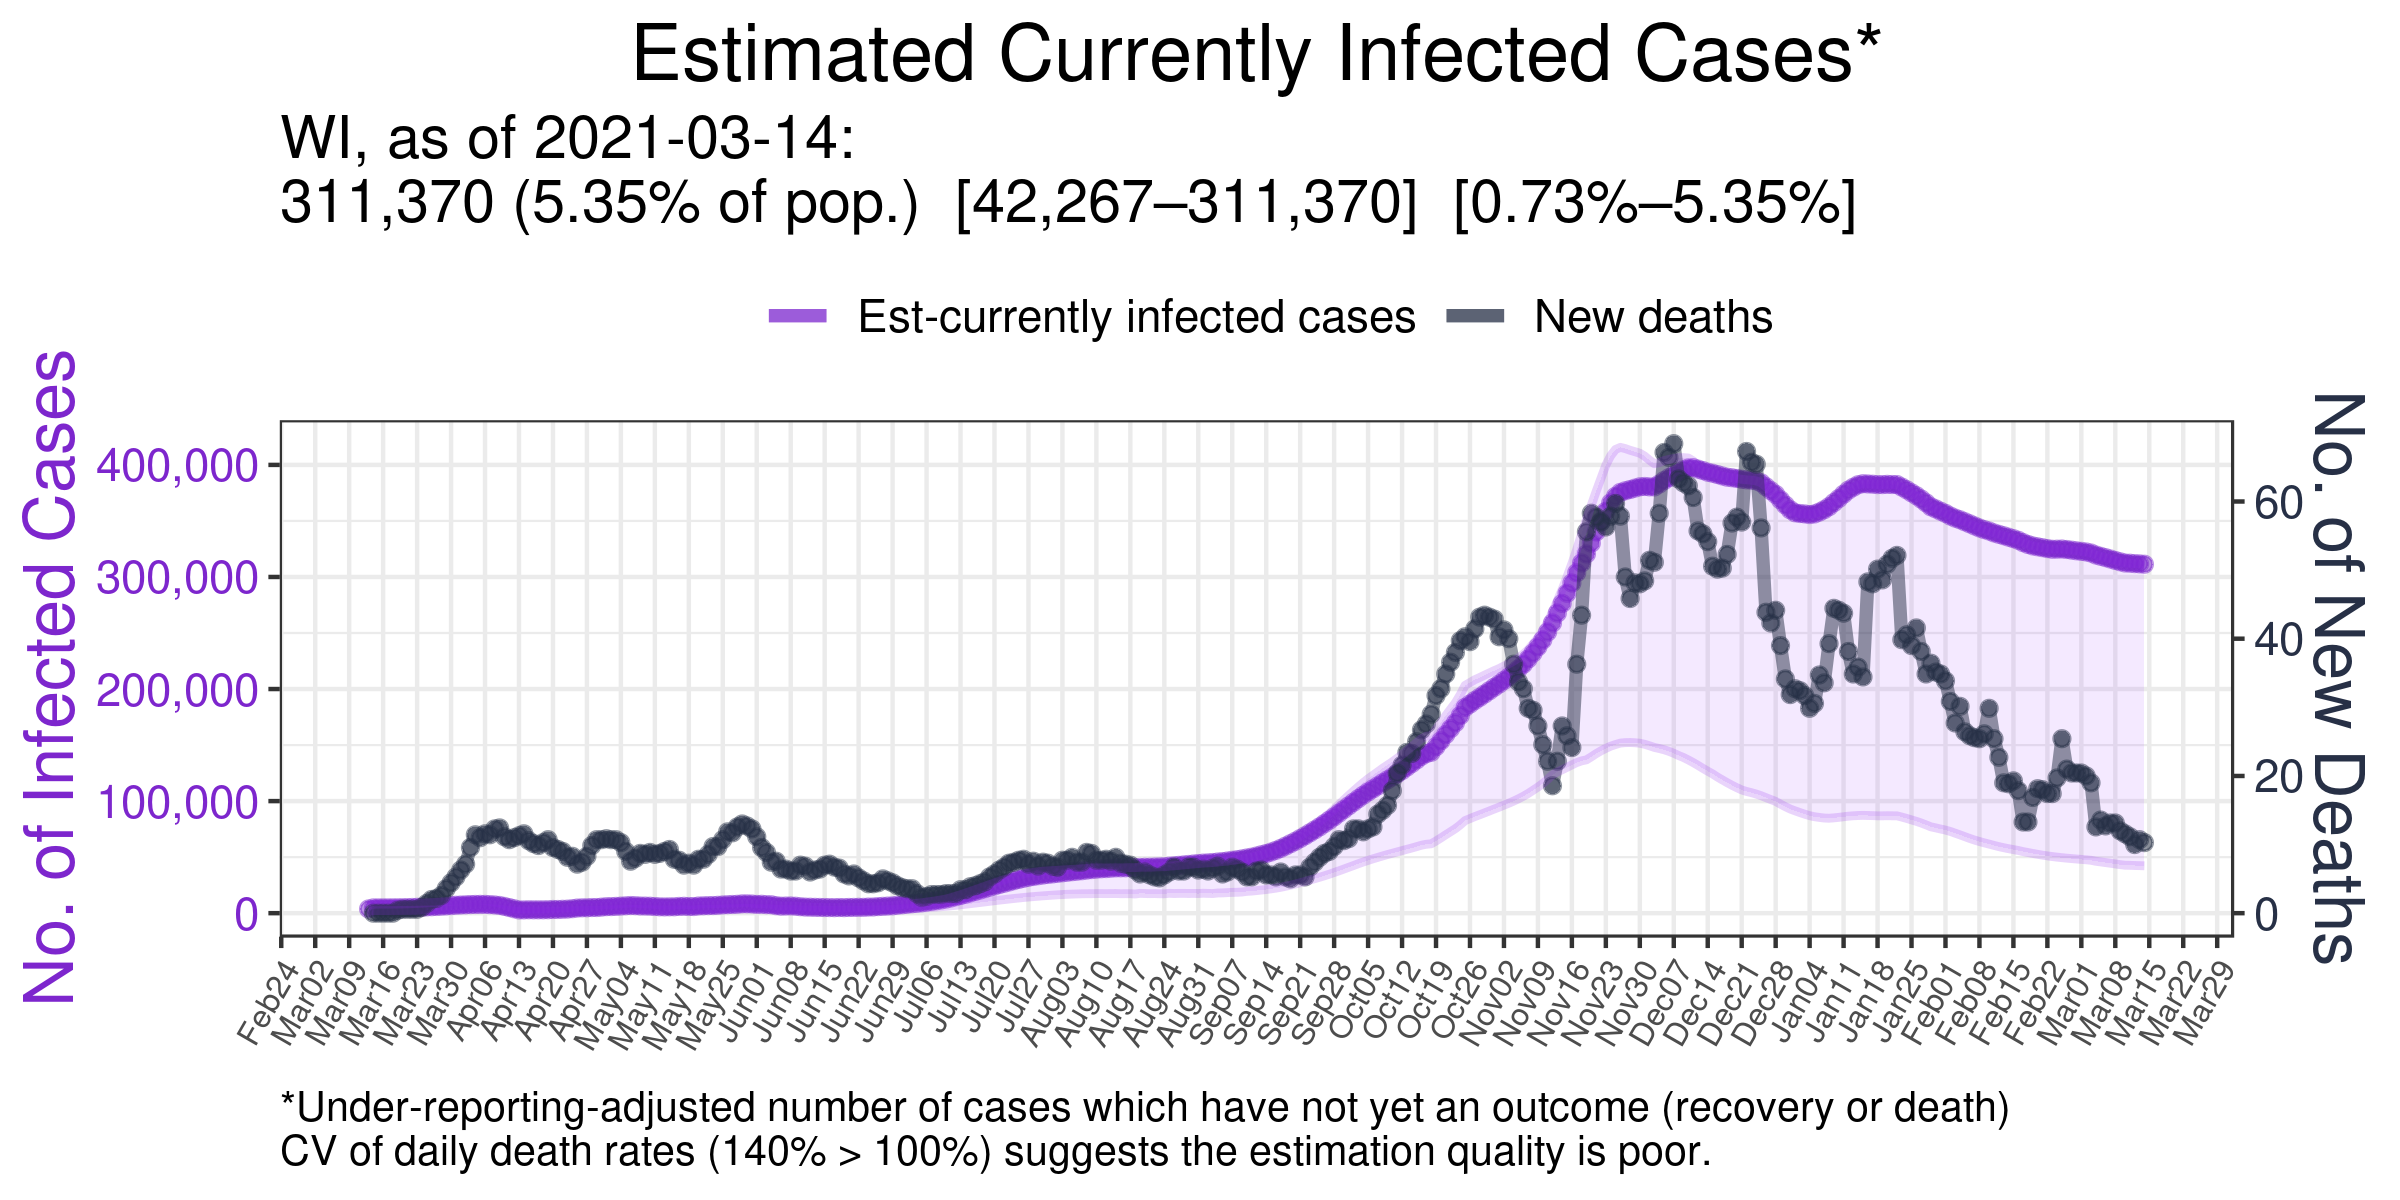 Estimated Currently Infected Cases*
WI, as of 2021-03-14:
311,370 (5.35% of pop.) [42,267–311,370] [0.73%–5.35%]
Est-currently infected cases
New deaths
No. of Infected Cases
400,000
300,000
200,000
100,000
0
60
40
20
0
No. of New Deaths
Feb24
Mar02
Mar09
Mar16
Mar23
Mar30
Apr06
Apr13
Apr20
Apr27
May04
May11
May18
May25
Jun01
Jun08
Jun15
Jun22
Jun29
Jul06
Jul13
Jul20
Jul27
Aug03
Aug10
Aug17
Aug24
Aug31
Sep07
Sep14
Sep21
Sep28
Oct05
Oct12
Oct19
Oct26
Nov02
Nov09
Nov16
Nov23
Nov30
Dec07
Dec14
Dec21
Dec28
Jan04
Jan11
Jan18
Jan25
Feb01
Feb08
Feb15
Feb22
Mar01
Mar08
Mar15
Mar22
Mar29
*Under-reporting-adjusted number of cases which have not yet an outcome (recovery or death)
CV of daily death rates (140% > 100%) suggests the estimation quality is poor.